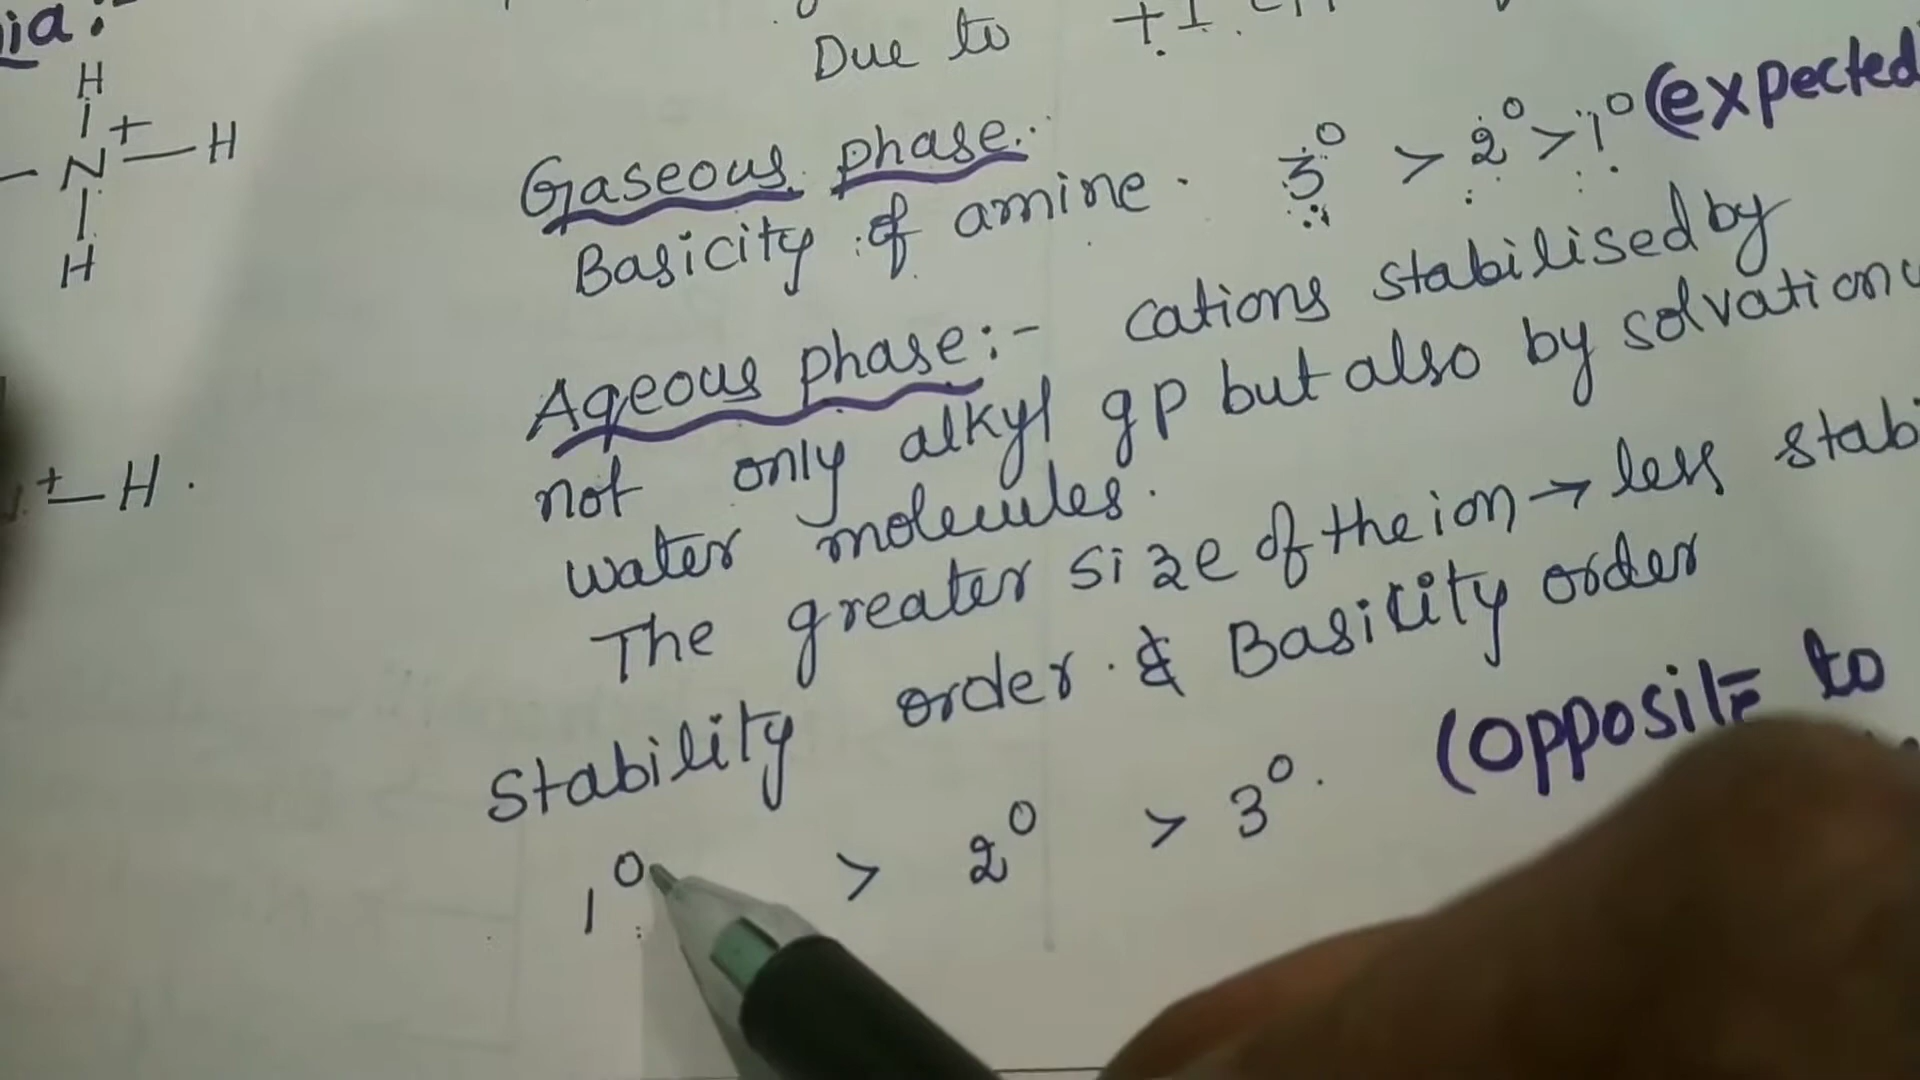 nia:-
H
N + H
H
+ H .
Due to +I
Gaseous phase:
Basicity of amine. 3° > 2° > 1° (expected
Aqeous phase:- cations stabilised by
not only alkyl gp but also by solvation
water molecules.
The greater size of the ion → less stabi
Stability order. & Basicity order
1° > 2° > 3°. (opposite to